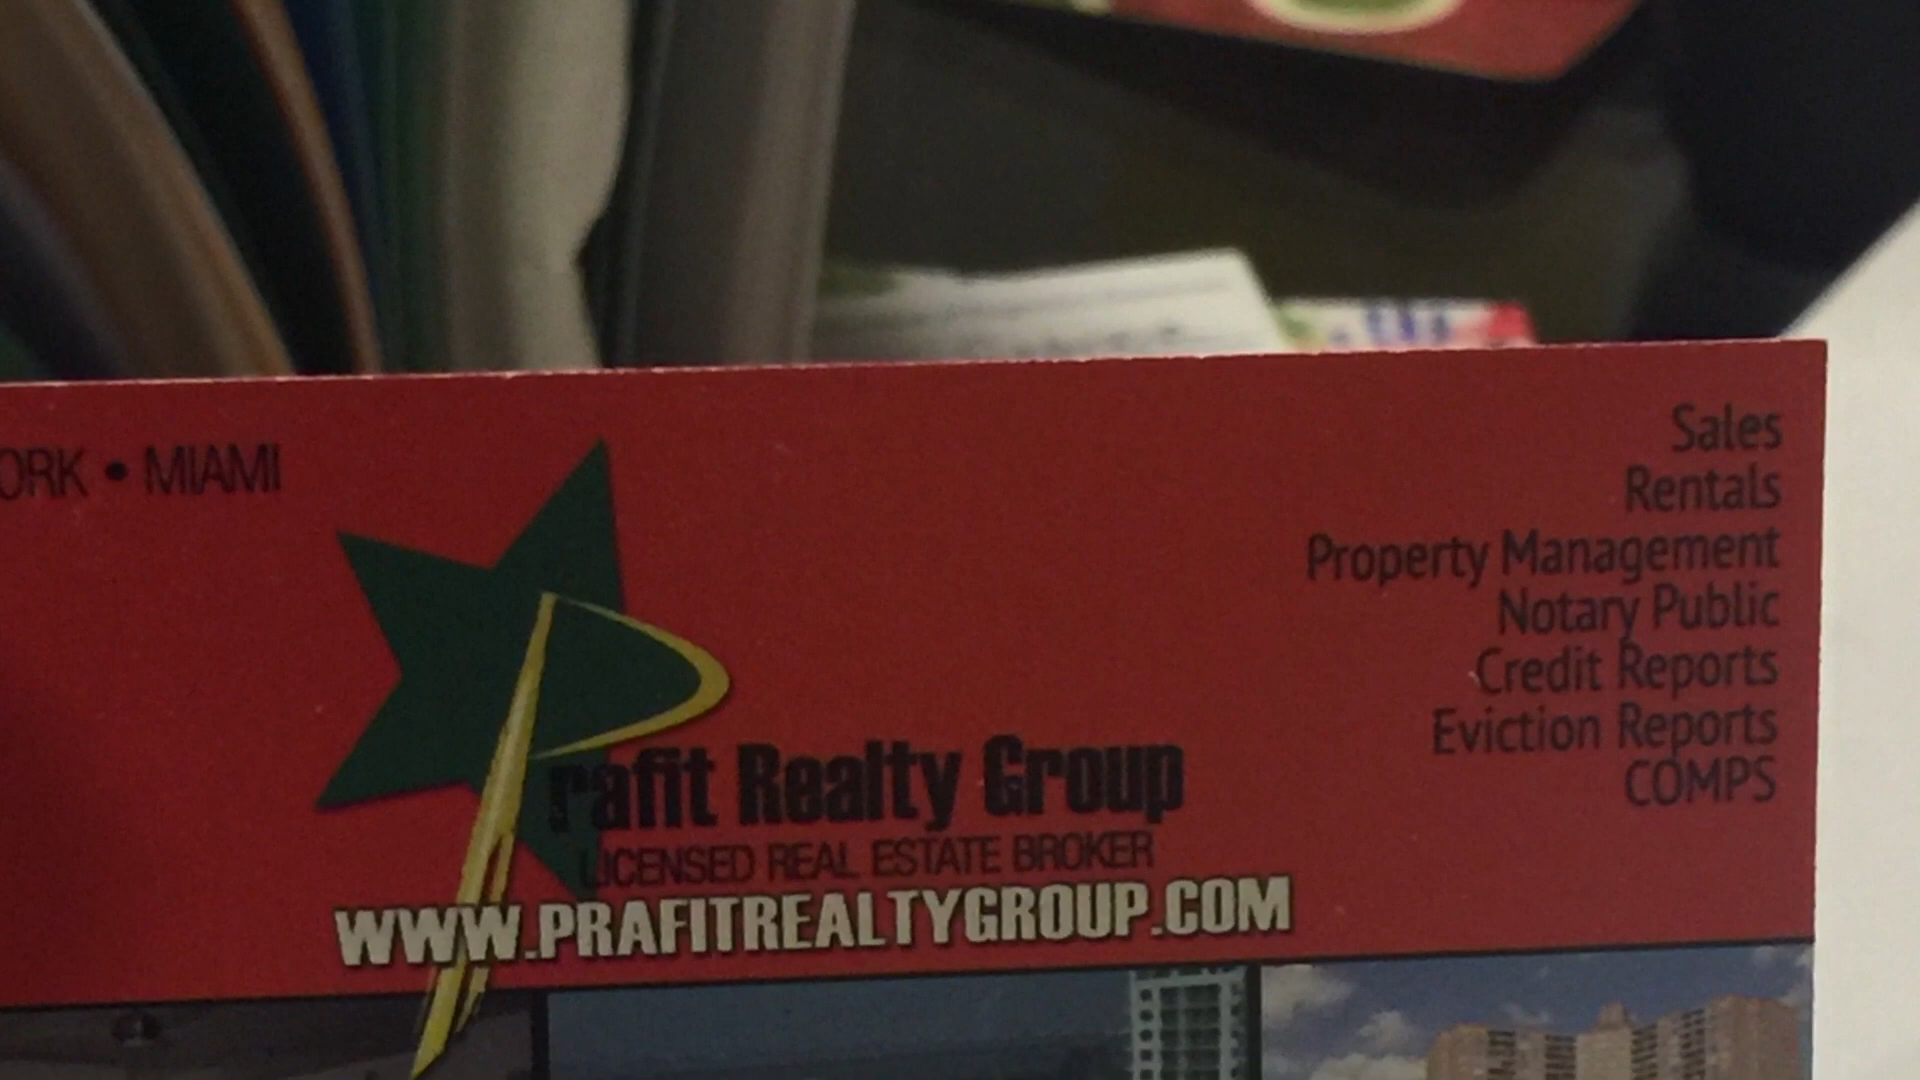 ORK • MIAMI
Sales
Rentals
Property Management
Notary Public
Credit Reports
Eviction Reports
COMPS
Prafit Realty Group
LICENSED REAL ESTATE BROKER
WWW.PRAFITREALTYGROUP.COM